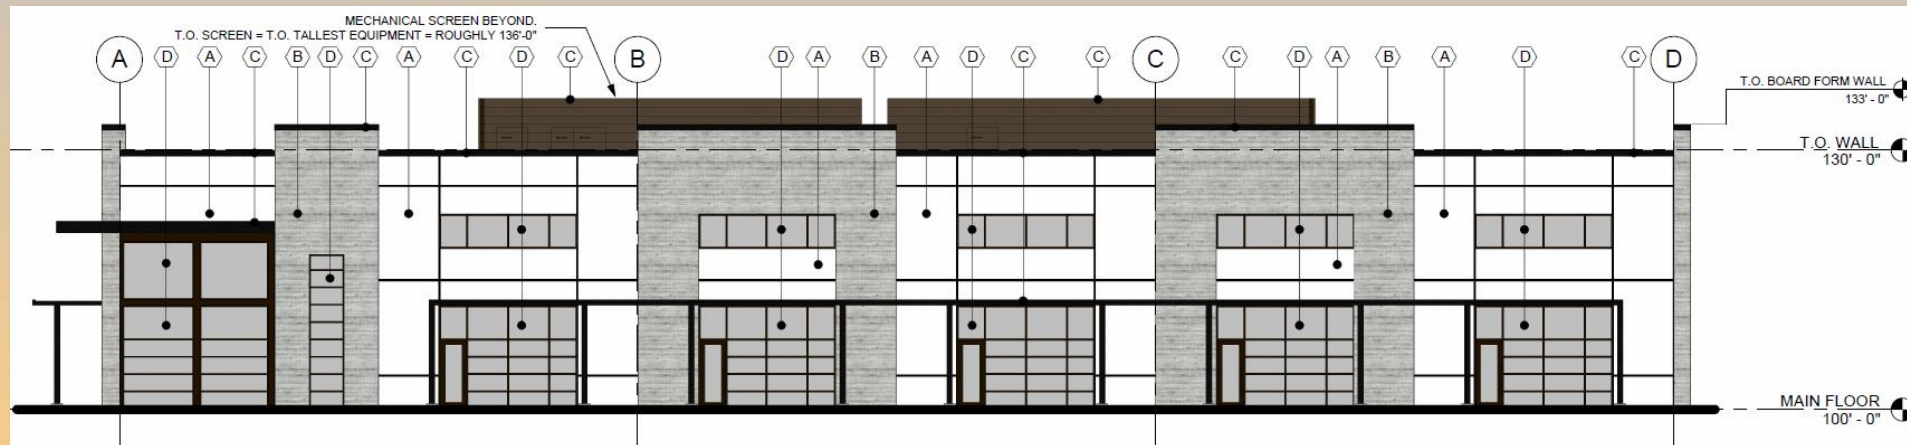 MECHANICAL SCREEN BEYOND.
T.O. SCREEN = T.O. TALLEST EQUIPMENT = ROUGHLY 136'-0"
A D A C B D C A C D C B D A B A D C C C D A B A D C D
T.O. BOARD FORM WALL
133' - 0"
T.O. WALL
130' - 0"
MAIN FLOOR
100' - 0"